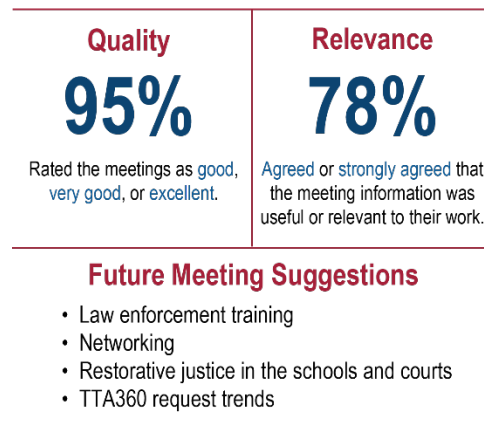 Quality
95%
Rated the meetings as good,
very good, or excellent.
Relevance
78%
Agreed or strongly agreed that
the meeting information was
useful or relevant to their work.
Future Meeting Suggestions
• Law enforcement training
• Networking
• Restorative justice in the schools and courts
• TTA360 request trends